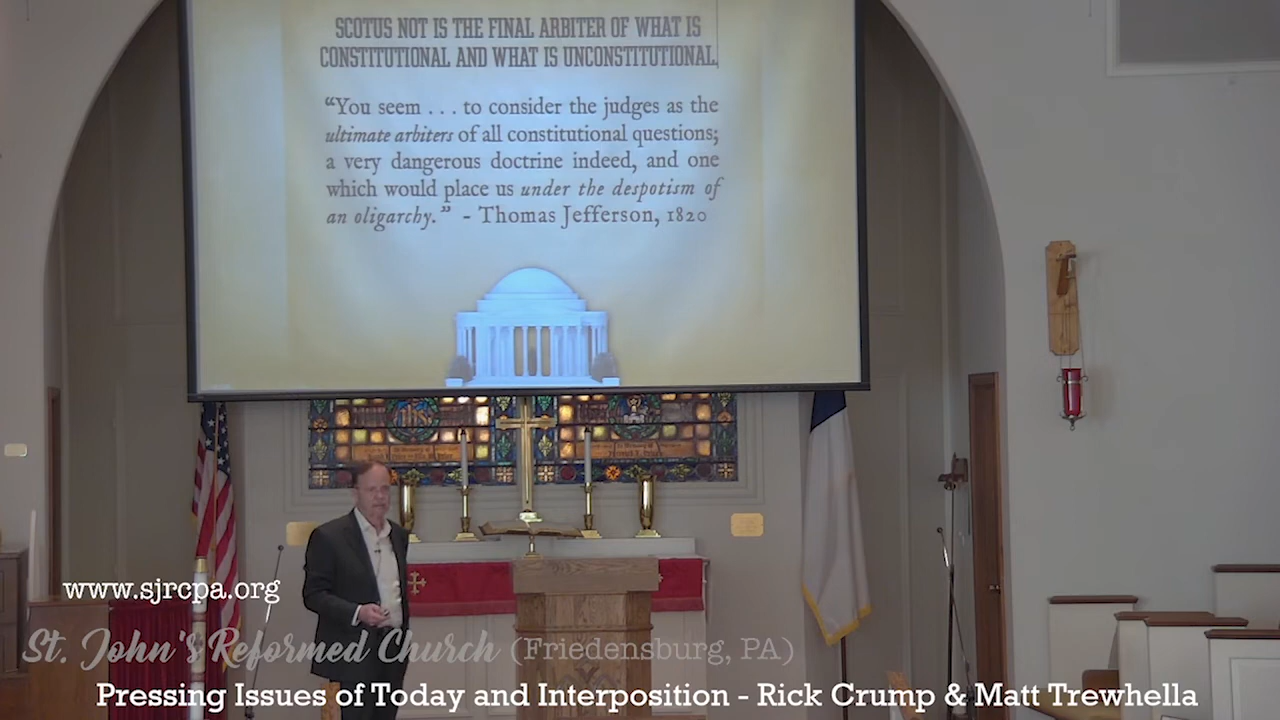 SCOTUS NOT IS THE FINAL ARBITER OF WHAT IS
CONSTITUTIONAL AND WHAT IS UNCONSTITUTIONAL.
“You seem . . . to consider the judges as the
ultimate arbiters of all constitutional questions;
a very dangerous doctrine indeed, and one
which would place us under the despotism of
an oligarchy.” - Thomas Jefferson, 1820
www.sjrcpa.org
St. John's Reformed Church (Friedensburg, PA)
Pressing Issues of Today and Interposition - Rick Crump & Matt Trewhella